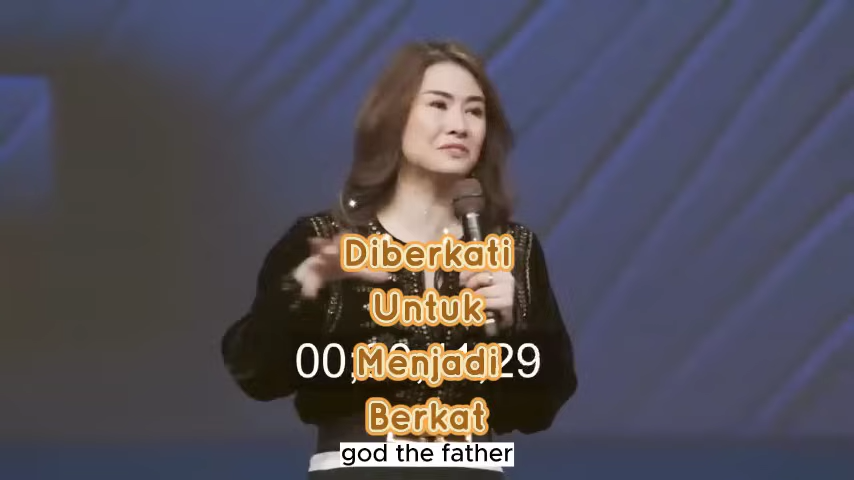 Diberkati
Untuk
Menjadi
Berkat
god the father